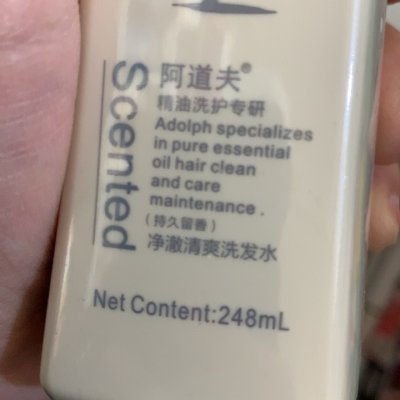 阿道夫®
精油洗护专研
Scented
Adolph specializes
in pure essential
oil hair clean
and care
maintenance.
(持久留香)
净澈清爽洗发水
Net Content:248mL